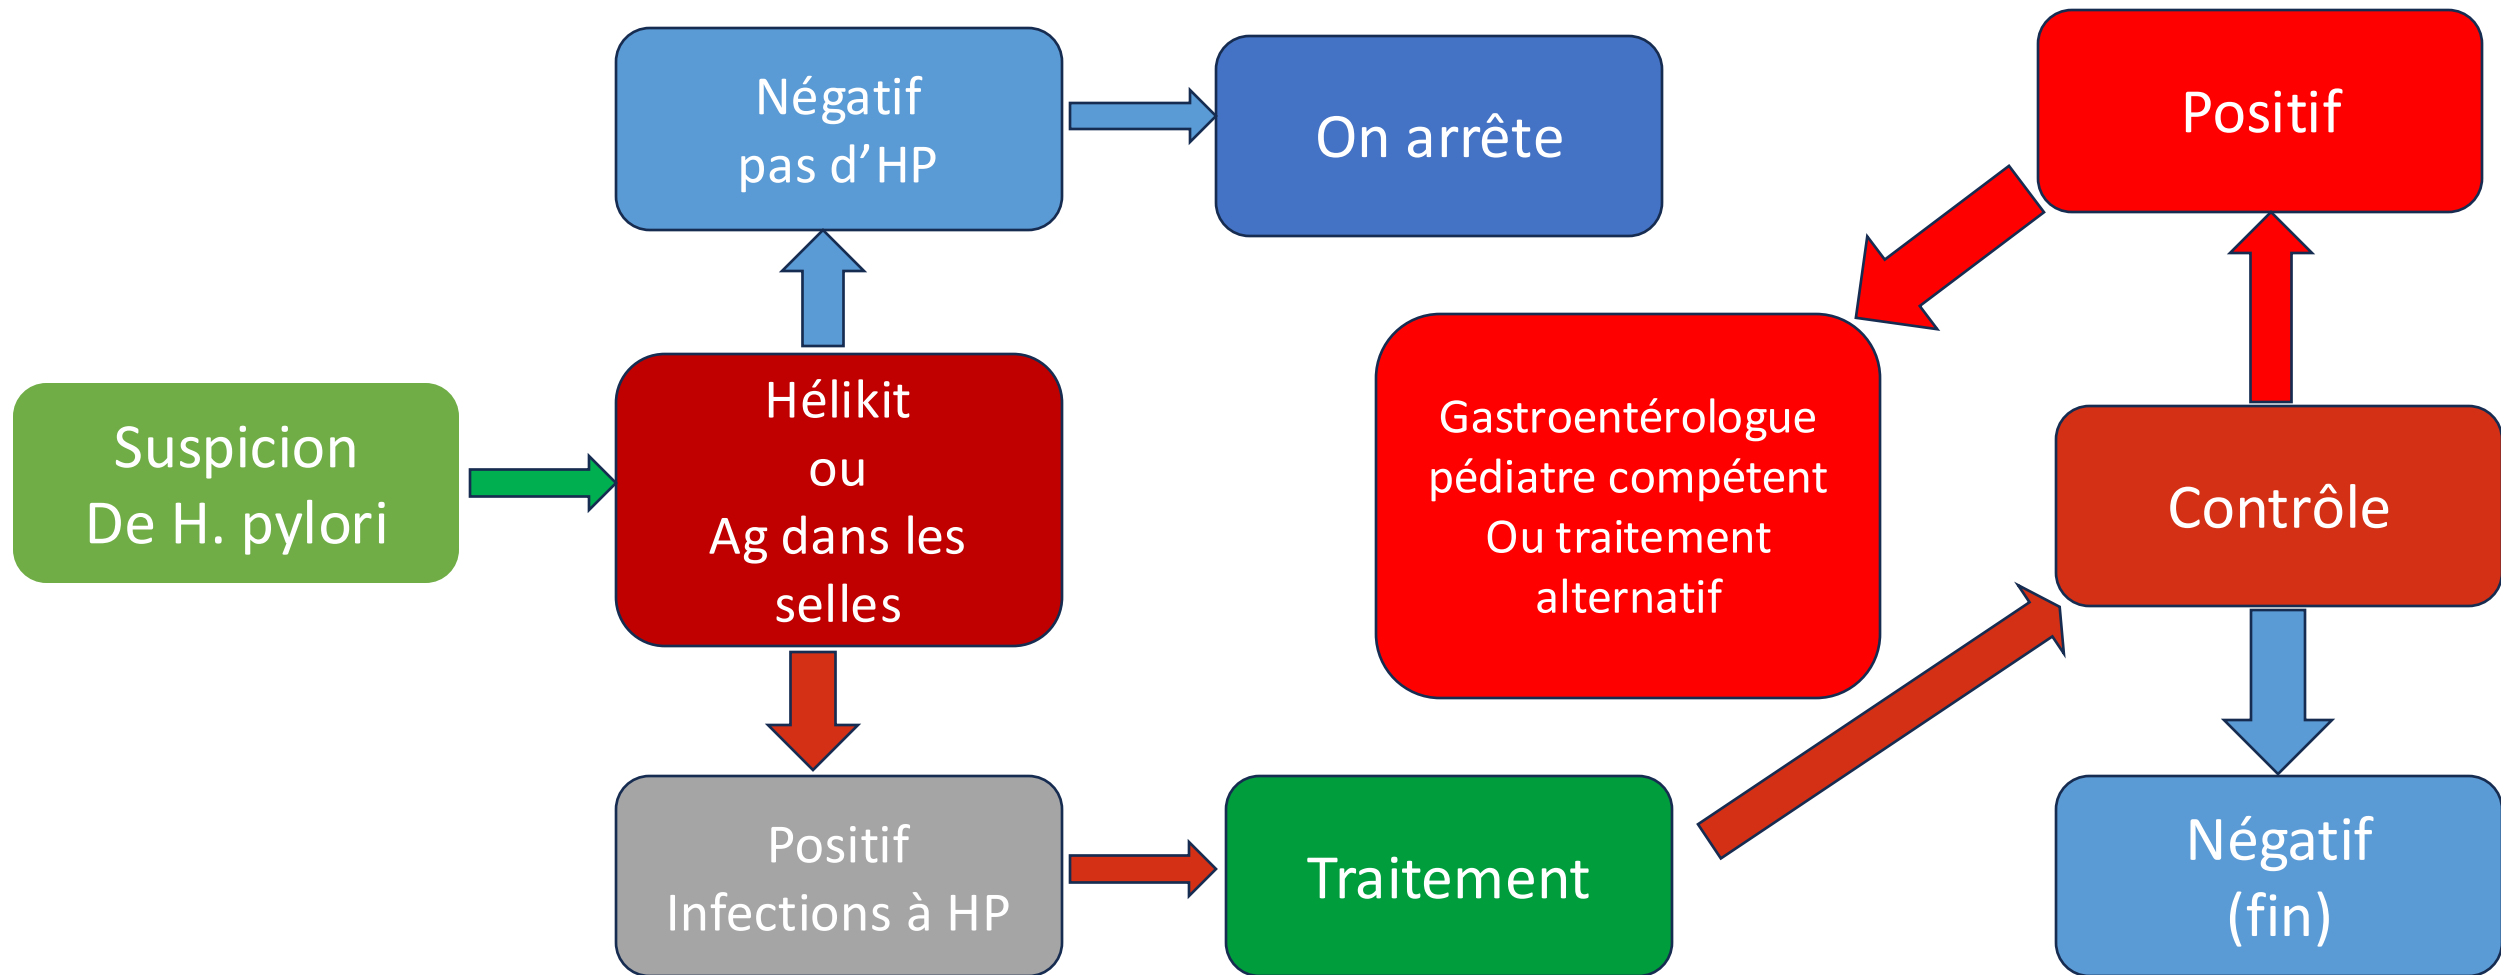 Négatif
pas d'HP
On arrête
Positif
Suspicion
De H. pylori
Hélikit
ou
Ag dans les
selles
Gastroentérologue
pédiatre compétent
Ou traitement
alternatif
Controle
Positif
Infections à HP
Traitement
Négatif
(fin)